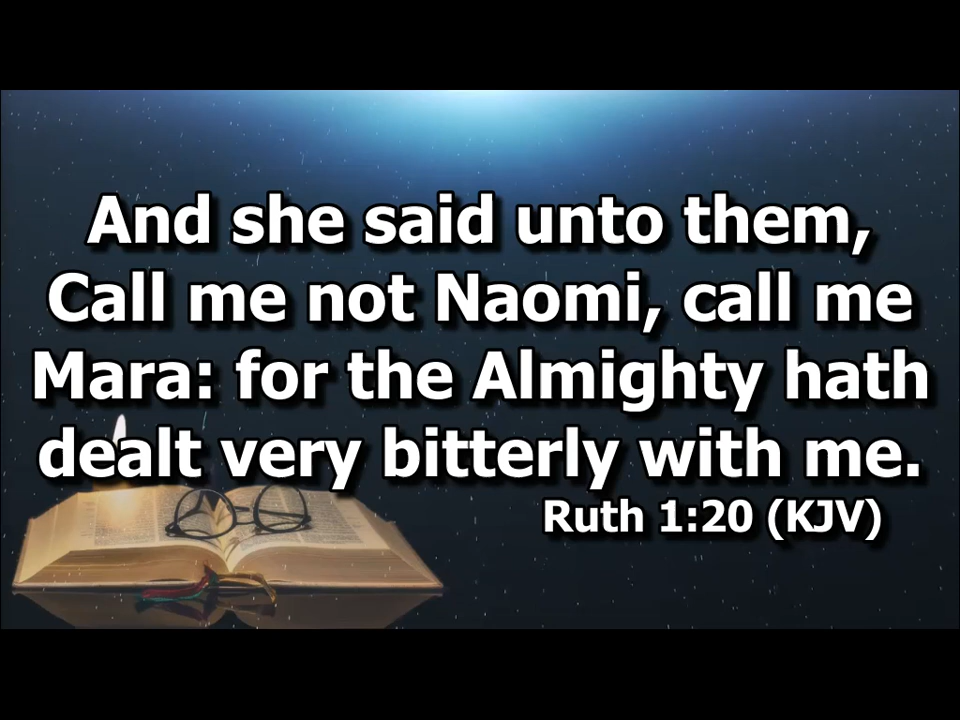 And she said unto them,
Call me not Naomi, call me
Mara: for the Almighty hath
dealt very bitterly with me.
Ruth 1:20 (KJV)